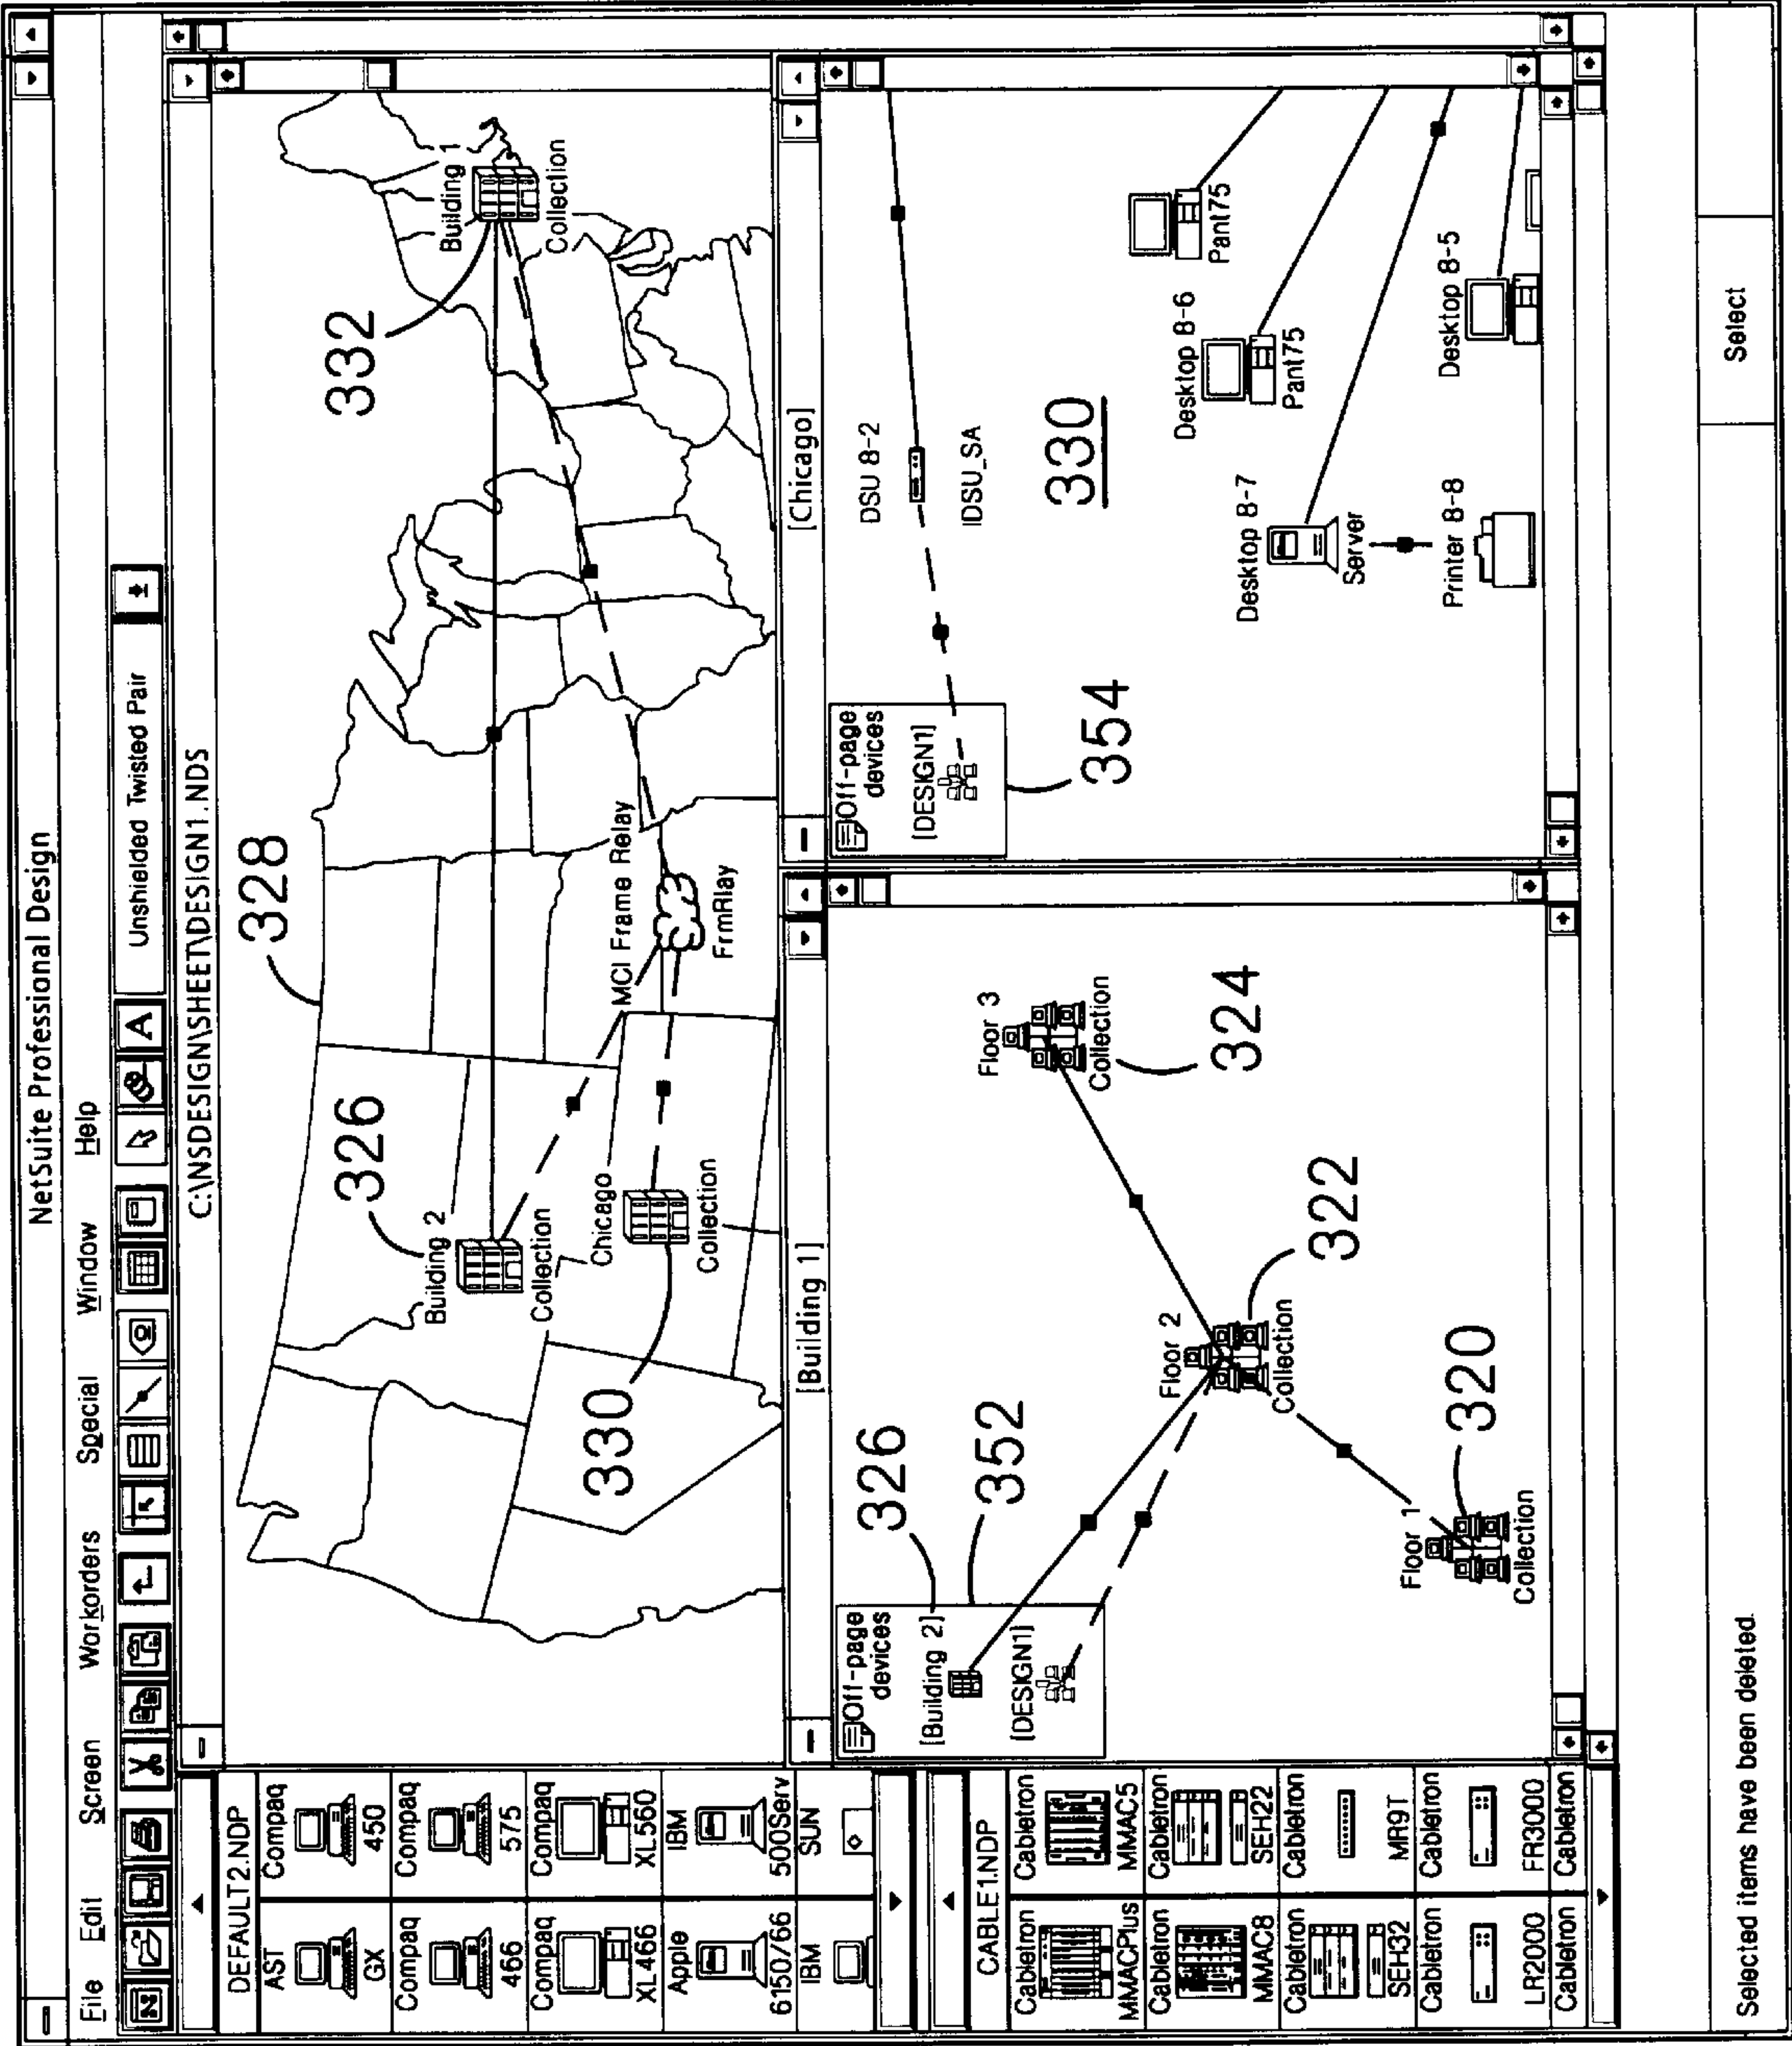 NetSuite Professional Design
File Edit Screen Workorders Special Window Help
Unshielded Twisted Pair
A
DEFAULT2.NDP
AST Compaq
GX 450
Compaq Compaq
466 575
Compaq Compaq
XL466 XL560
Apple IBM
6150/66 500Serv
IBM SUN
CABLE1.NDP
Cabletron Cabletron
MMACPlus MMAC5
Cabletron Cabletron
MMAC8 SEH22
Cabletron Cabletron
SEH32 MR9T
Cabletron Cabletron
LR2000 FR3000
Cabletron Cabletron
C:\NSDESIGN\SHEET\DESIGN1.NDS
328
326
332
Building 2
Collection
Building 1
Collection
Chicago
Collection
330
MCI Frame Relay
FrmRlay
[Building 1]
Off-page
devices
[Building 2]
[DESIGN1]
326
352
Floor 3
Collection
324
Floor 2
Collection
322
Floor 1
Collection
320
[Chicago]
Off-page
devices
[DESIGN1]
354
DSU 8-2
IDSU_SA
330
Pant75
Desktop 8-6
Pant75
Desktop 8-7
Server
Desktop 8-5
Printer 8-8
Selected items have been deleted.
Select